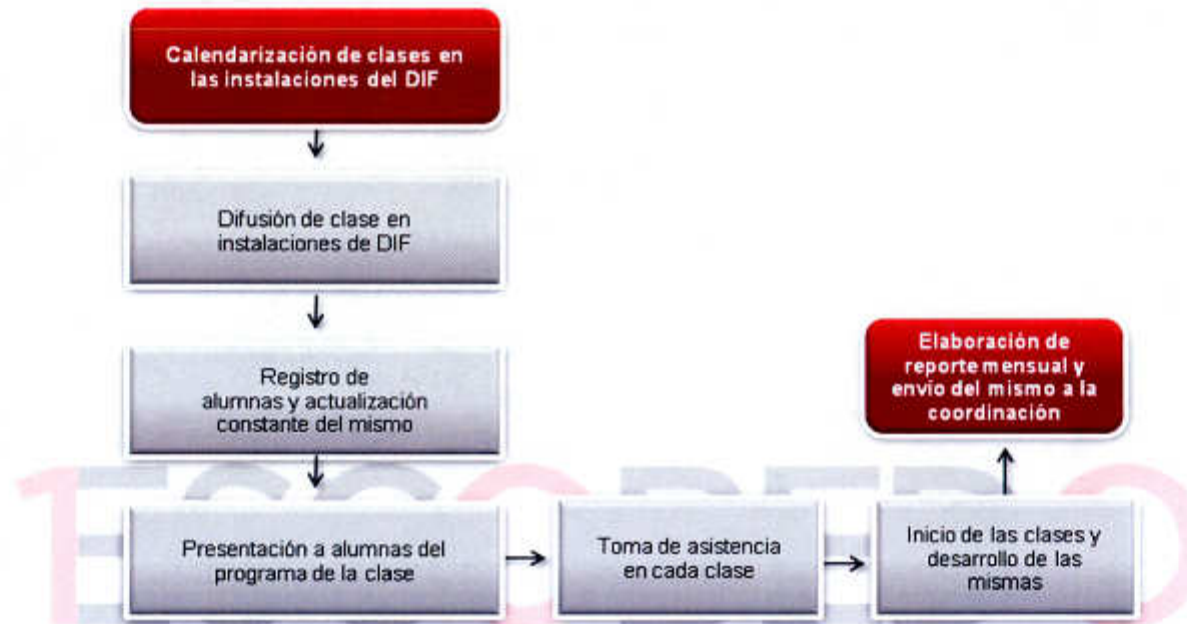 Calendarización de clases en
las instalaciones del DIF
Difusión de clase en
instalaciones de DIF
Registro de
alumnas y actualización
constante del mismo
Presentación a alumnas del
programa de la clase
Toma de asistencia
en cada clase
Inicio de las clases y
desarrollo de las
mismas
Elaboración de
reporte mensual y
envío del mismo a la
coordinación